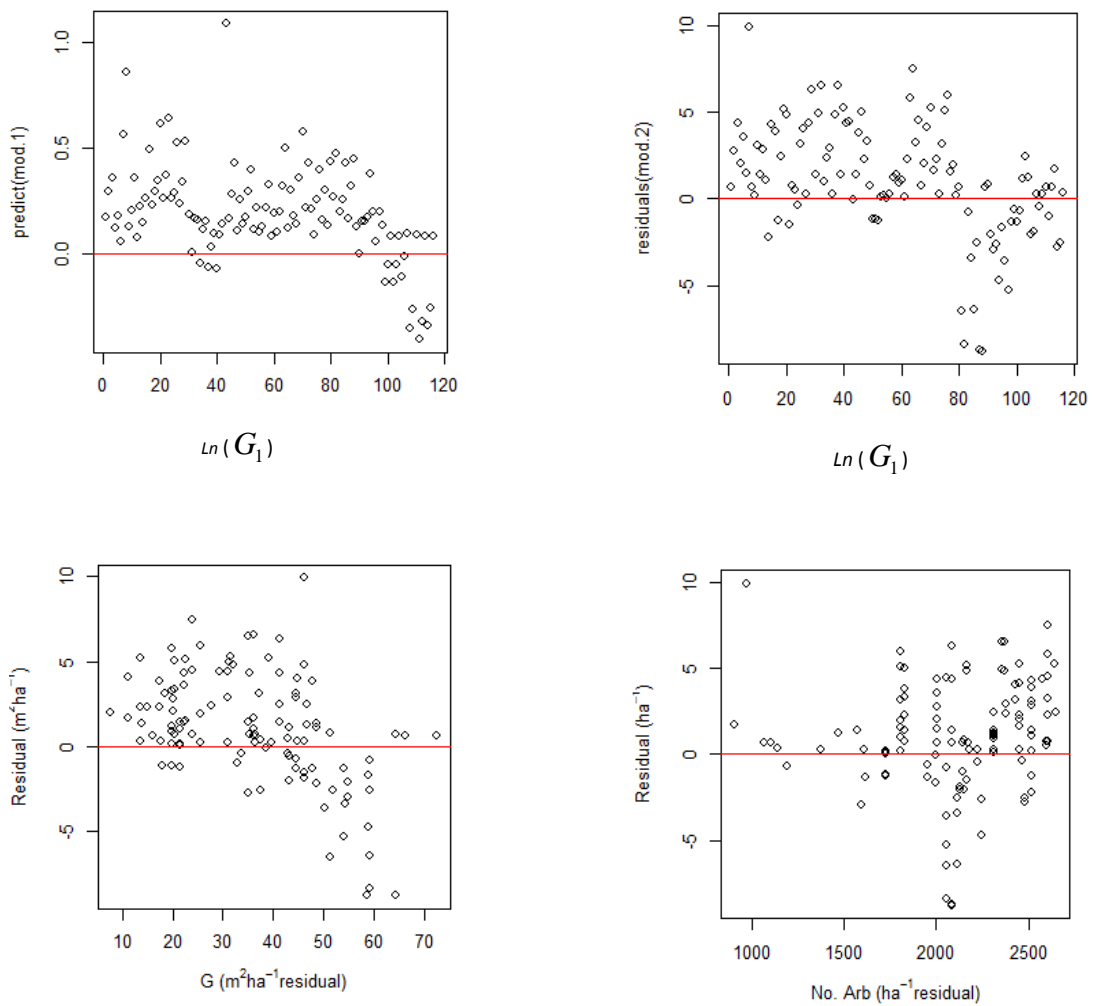 predict(mod.1)
1.0
0.5
0.0
0 20 40 60 80 100 120
Ln ( G₁ )
residuals(mod.2)
10
5
0
-5
0 20 40 60 80 100 120
Ln ( G₁ )
Residual (m²ha⁻¹)
10
5
0
-5
10 20 30 40 50 60 70
G (m²ha⁻¹residual)
Residual (ha⁻¹)
10
5
0
-5
1000 1500 2000 2500
No. Arb (ha⁻¹residual)